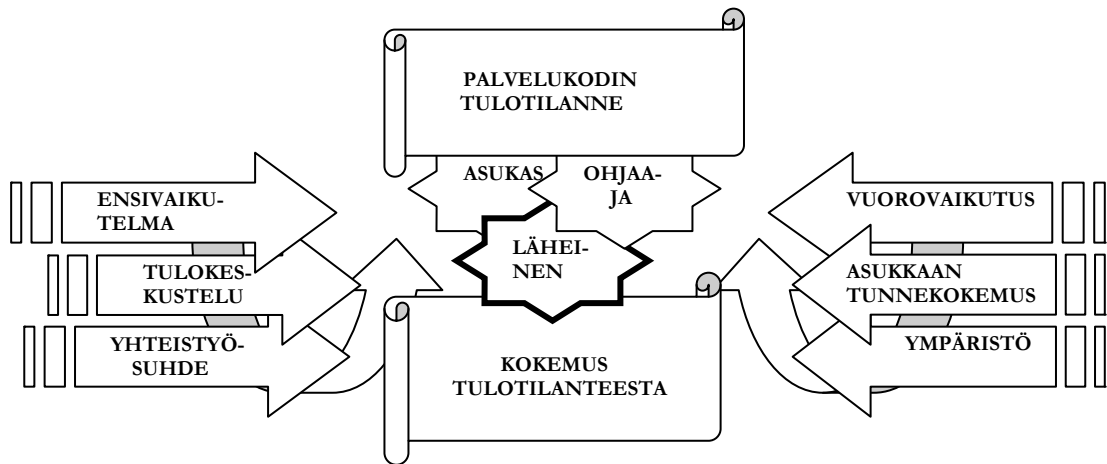 PALVELUKODIN
TULOTILANNE
ASUKAS
OHJAA-
JA
LÄHEI-
NEN
ENSIVAIKU-
TELMA
TULOKES-
KUSTELU
YHTEISTYÖ-
SUHDE
VUOROVAIKUTUS
ASUKKAAN
TUNNEKOKEMUS
YMPÄRISTÖ
KOKEMUS
TULOTILANTEESTA